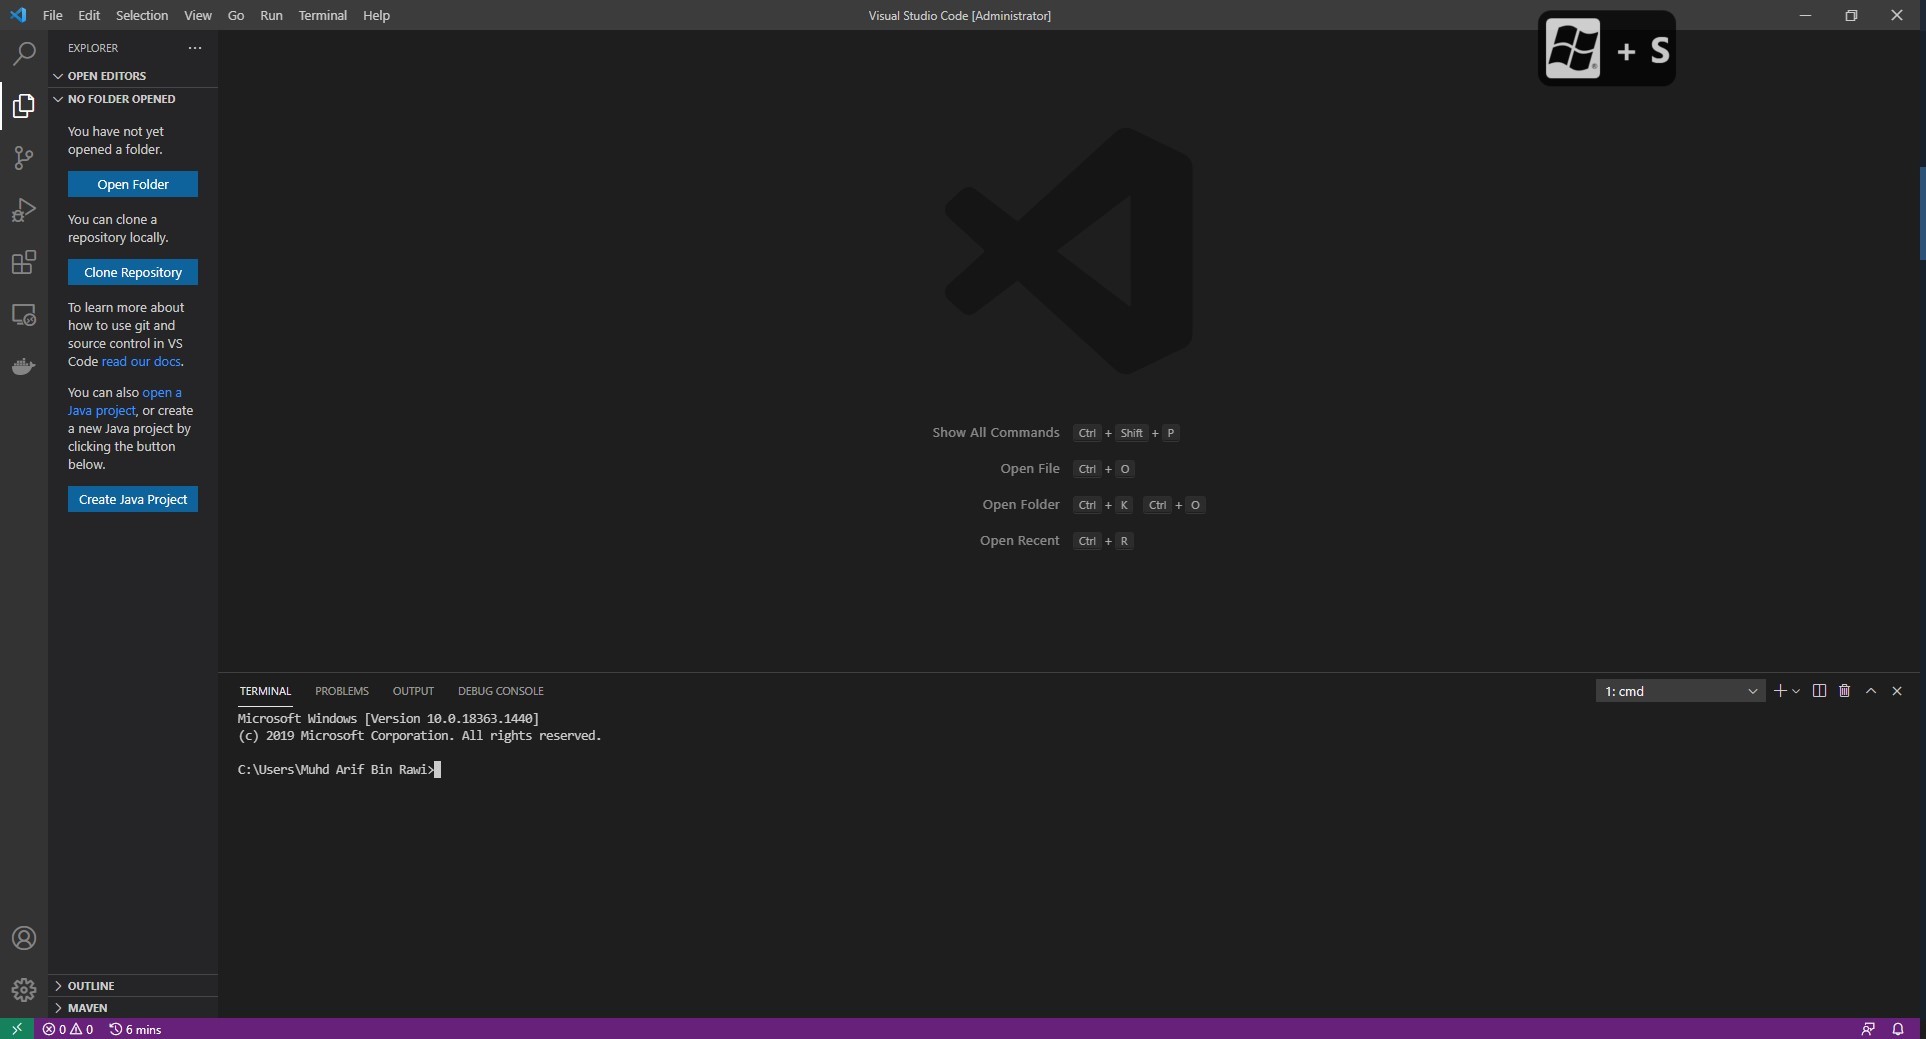 File Edit Selection View Go Run Terminal Help
Visual Studio Code [Administrator]
+ S
EXPLORER
OPEN EDITORS
NO FOLDER OPENED
You have not yet
opened a folder.
Open Folder
You can clone a
repository locally.
Clone Repository
To learn more about
how to use git and
source control in VS
Code read our docs.
You can also open a
Java project, or create
a new Java project by
clicking the button
below.
Create Java Project
OUTLINE
MAVEN
Show All Commands Ctrl + Shift + P
Open File Ctrl + O
Open Folder Ctrl + K Ctrl + O
Open Recent Ctrl + R
TERMINAL PROBLEMS OUTPUT DEBUG CONSOLE
1: cmd
Microsoft Windows [Version 10.0.18363.1440]
(c) 2019 Microsoft Corporation. All rights reserved.
C:\Users\Muhd Arif Bin Rawi>
0 0 6 mins